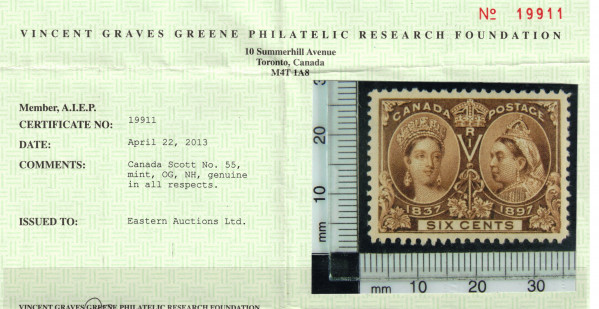 No 19911
VINCENT GRAVES GREENE PHILATELIC RESEARCH FOUNDATION
10 Summerhill Avenue
Toronto, Canada
M4T 1A8
Member, A.I.E.P.
CERTIFICATE NO: 19911
DATE: April 22, 2013
COMMENTS: Canada Scott No. 55,
mint, OG, NH, genuine
in all respects.
ISSUED TO: Eastern Auctions Ltd.
CANADA POSTAGE
V R I
1837 1897
SIX CENTS
20
10
mm
mm 10 20 30
VINCENT GRAVES GREENE PHILATELIC RESEARCH FOUNDATION